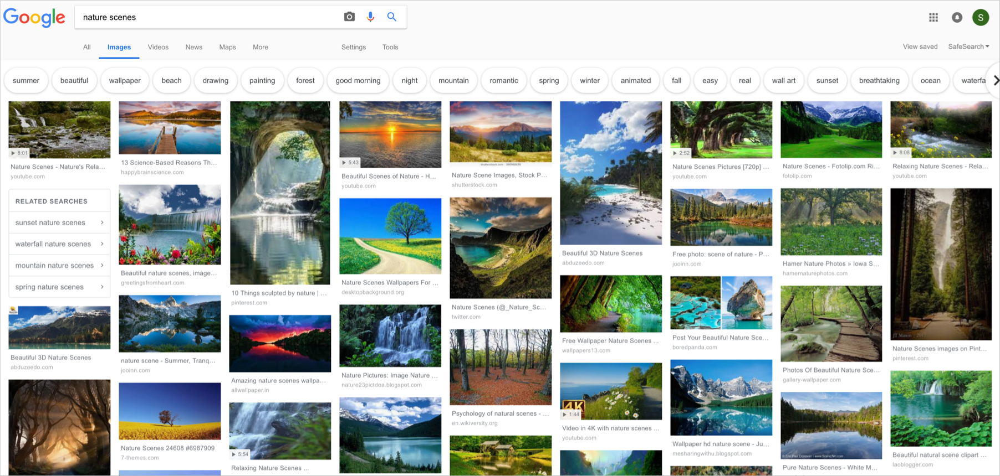 Google
nature scenes
S
All Images Videos News Maps More Settings Tools
View saved SafeSearch
summer beautiful wallpaper beach drawing painting forest good morning night mountain romantic spring winter animated fall easy real wall art sunset breathtaking ocean waterfa
8:01
Nature Scenes - Nature's Rela...
youtube.com
RELATED SEARCHES
sunset nature scenes
waterfall nature scenes
mountain nature scenes
spring nature scenes
Beautiful 3D Nature Scenes
abduzeedo.com
13 Science-Based Reasons Th...
happybrainscience.com
Beautiful nature scenes, image...
greetingsfromheart.com
nature scene - Summer, Tranq...
jooinn.com
Nature Scenes 24608 #6987909
7-themes.com
10 Things sculpted by nature | ...
pinterest.com
Amazing nature scenes wallpa...
allwallpaper.in
5:54
Relaxing Nature Scenes ...
5:43
Beautiful Scenes of Nature - H...
youtube.com
Nature Scenes Wallpapers For ...
desktopbackground.org
Nature Pictures: Image Nature ...
nature23pictdea.blogspot.com
shutterstock.com
Nature Scene Images, Stock P...
shutterstock.com
Nature Scenes (@_Nature_Sc...
twitter.com
Psychology of natural scenes - ...
en.wikiversity.org
Beautiful 3D Nature Scenes
abduzeedo.com
Free Wallpaper Nature Scenes ...
wallpapers13.com
4K
1:44
Video in 4K with nature scenes ...
youtube.com
2:52
Nature Scenes Pictures [720p] ...
youtube.com
Free photo: scene of nature - P...
jooinn.com
Post Your Beautiful Nature Sce...
boredpanda.com
Wallpaper hd nature scene - Ju...
mesharingwithu.blogspot.com
Nature Scenes - Fotolip.com Ri...
fotolip.com
Hamer Nature Photos » Iowa S...
hamernaturephotos.com
Photos Of Beautiful Nature Sce...
gallery-wallpaper.com
Pure Nature Scenes - White M...
8:08
Relaxing Nature Scenes - Rela...
youtube.com
JT Mason
Nature Scenes images on Pint...
pinterest.com
Beautiful natural scene clipart ...
laoblogger.com